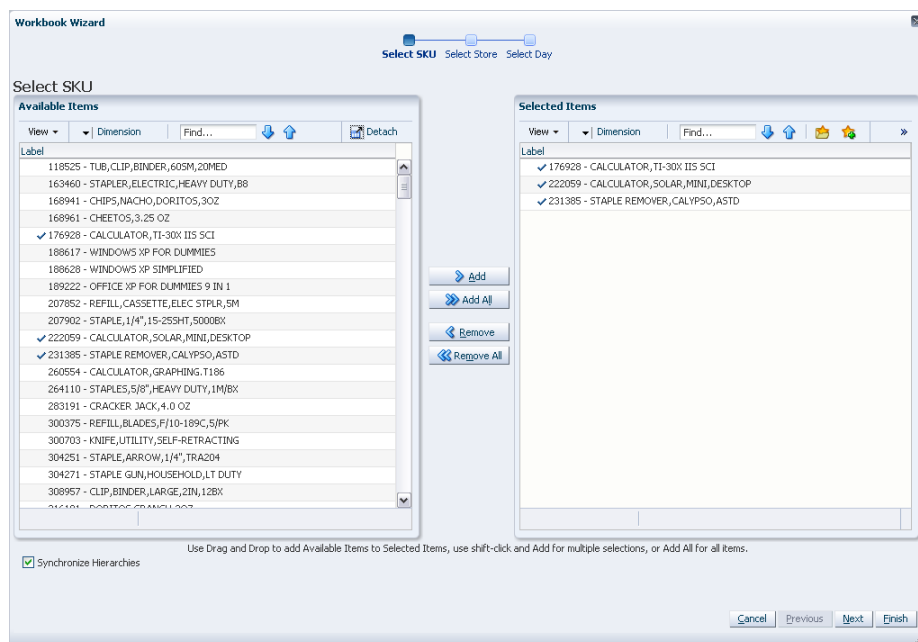 Workbook Wizard
Select SKU Select Store Select Day
Select SKU
Available Items
View Dimension Find... Detach
Label
118525 - TUB,CLIP,BINDER,60SM,20MED
163460 - STAPLER,ELECTRIC,HEAVY DUTY,B8
168941 - CHIPS,NACHO,DORITOS,3OZ
168961 - CHEETOS,3.25 OZ
176928 - CALCULATOR,TI-30X IIS SCI
188617 - WINDOWS XP FOR DUMMIES
188628 - WINDOWS XP SIMPLIFIED
189222 - OFFICE XP FOR DUMMIES 9 IN 1
207852 - REFILL,CASSETTE,ELEC STPLR,5M
207902 - STAPLE,1/4",15-25SHT,5000BX
222059 - CALCULATOR,SOLAR,MINI,DESKTOP
231385 - STAPLE REMOVER,CALYPSO,ASTD
260554 - CALCULATOR,GRAPHING.T186
264110 - STAPLES,5/8",HEAVY DUTY,1M/BX
283191 - CRACKER JACK,4.0 OZ
300375 - REFILL,BLADES,F/10-189C,5/PK
300703 - KNIFE,UTILITY,SELF-RETRACTING
304251 - STAPLE,ARROW,1/4",TRA204
304271 - STAPLE GUN,HOUSEHOLD,LT DUTY
308957 - CLIP,BINDER,LARGE,2IN,12BX
Add
Add All
Remove
Remove All
Selected Items
View Dimension Find... »
Label
176928 - CALCULATOR,TI-30X IIS SCI
222059 - CALCULATOR,SOLAR,MINI,DESKTOP
231385 - STAPLE REMOVER,CALYPSO,ASTD
Use Drag and Drop to add Available Items to Selected Items, use shift-click and Add for multiple selections, or Add All for all items.
Synchronize Hierarchies
Cancel Previous Next Finish